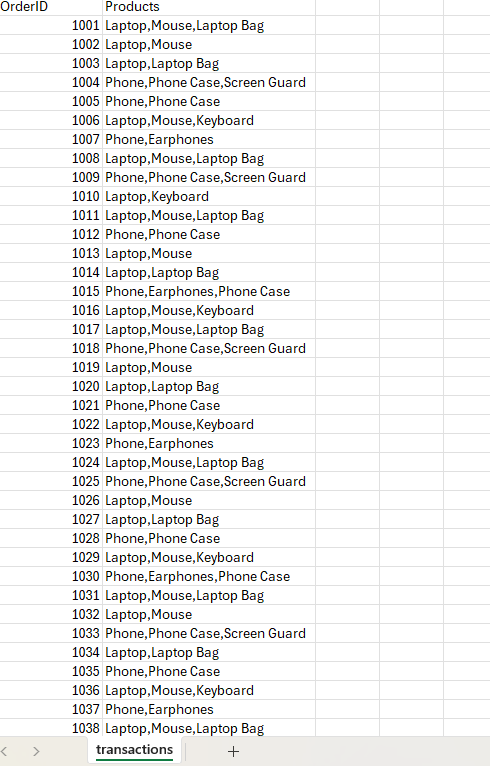 OrderID Products
1001 Laptop,Mouse,Laptop Bag
1002 Laptop,Mouse
1003 Laptop,Laptop Bag
1004 Phone,Phone Case,Screen Guard
1005 Phone,Phone Case
1006 Laptop,Mouse,Keyboard
1007 Phone,Earphones
1008 Laptop,Mouse,Laptop Bag
1009 Phone,Phone Case,Screen Guard
1010 Laptop,Keyboard
1011 Laptop,Mouse,Laptop Bag
1012 Phone,Phone Case
1013 Laptop,Mouse
1014 Laptop,Laptop Bag
1015 Phone,Earphones,Phone Case
1016 Laptop,Mouse,Keyboard
1017 Laptop,Mouse,Laptop Bag
1018 Phone,Phone Case,Screen Guard
1019 Laptop,Mouse
1020 Laptop,Laptop Bag
1021 Phone,Phone Case
1022 Laptop,Mouse,Keyboard
1023 Phone,Earphones
1024 Laptop,Mouse,Laptop Bag
1025 Phone,Phone Case,Screen Guard
1026 Laptop,Mouse
1027 Laptop,Laptop Bag
1028 Phone,Phone Case
1029 Laptop,Mouse,Keyboard
1030 Phone,Earphones,Phone Case
1031 Laptop,Mouse,Laptop Bag
1032 Laptop,Mouse
1033 Phone,Phone Case,Screen Guard
1034 Laptop,Laptop Bag
1035 Phone,Phone Case
1036 Laptop,Mouse,Keyboard
1037 Phone,Earphones
1038 Laptop,Mouse,Laptop Bag
transactions